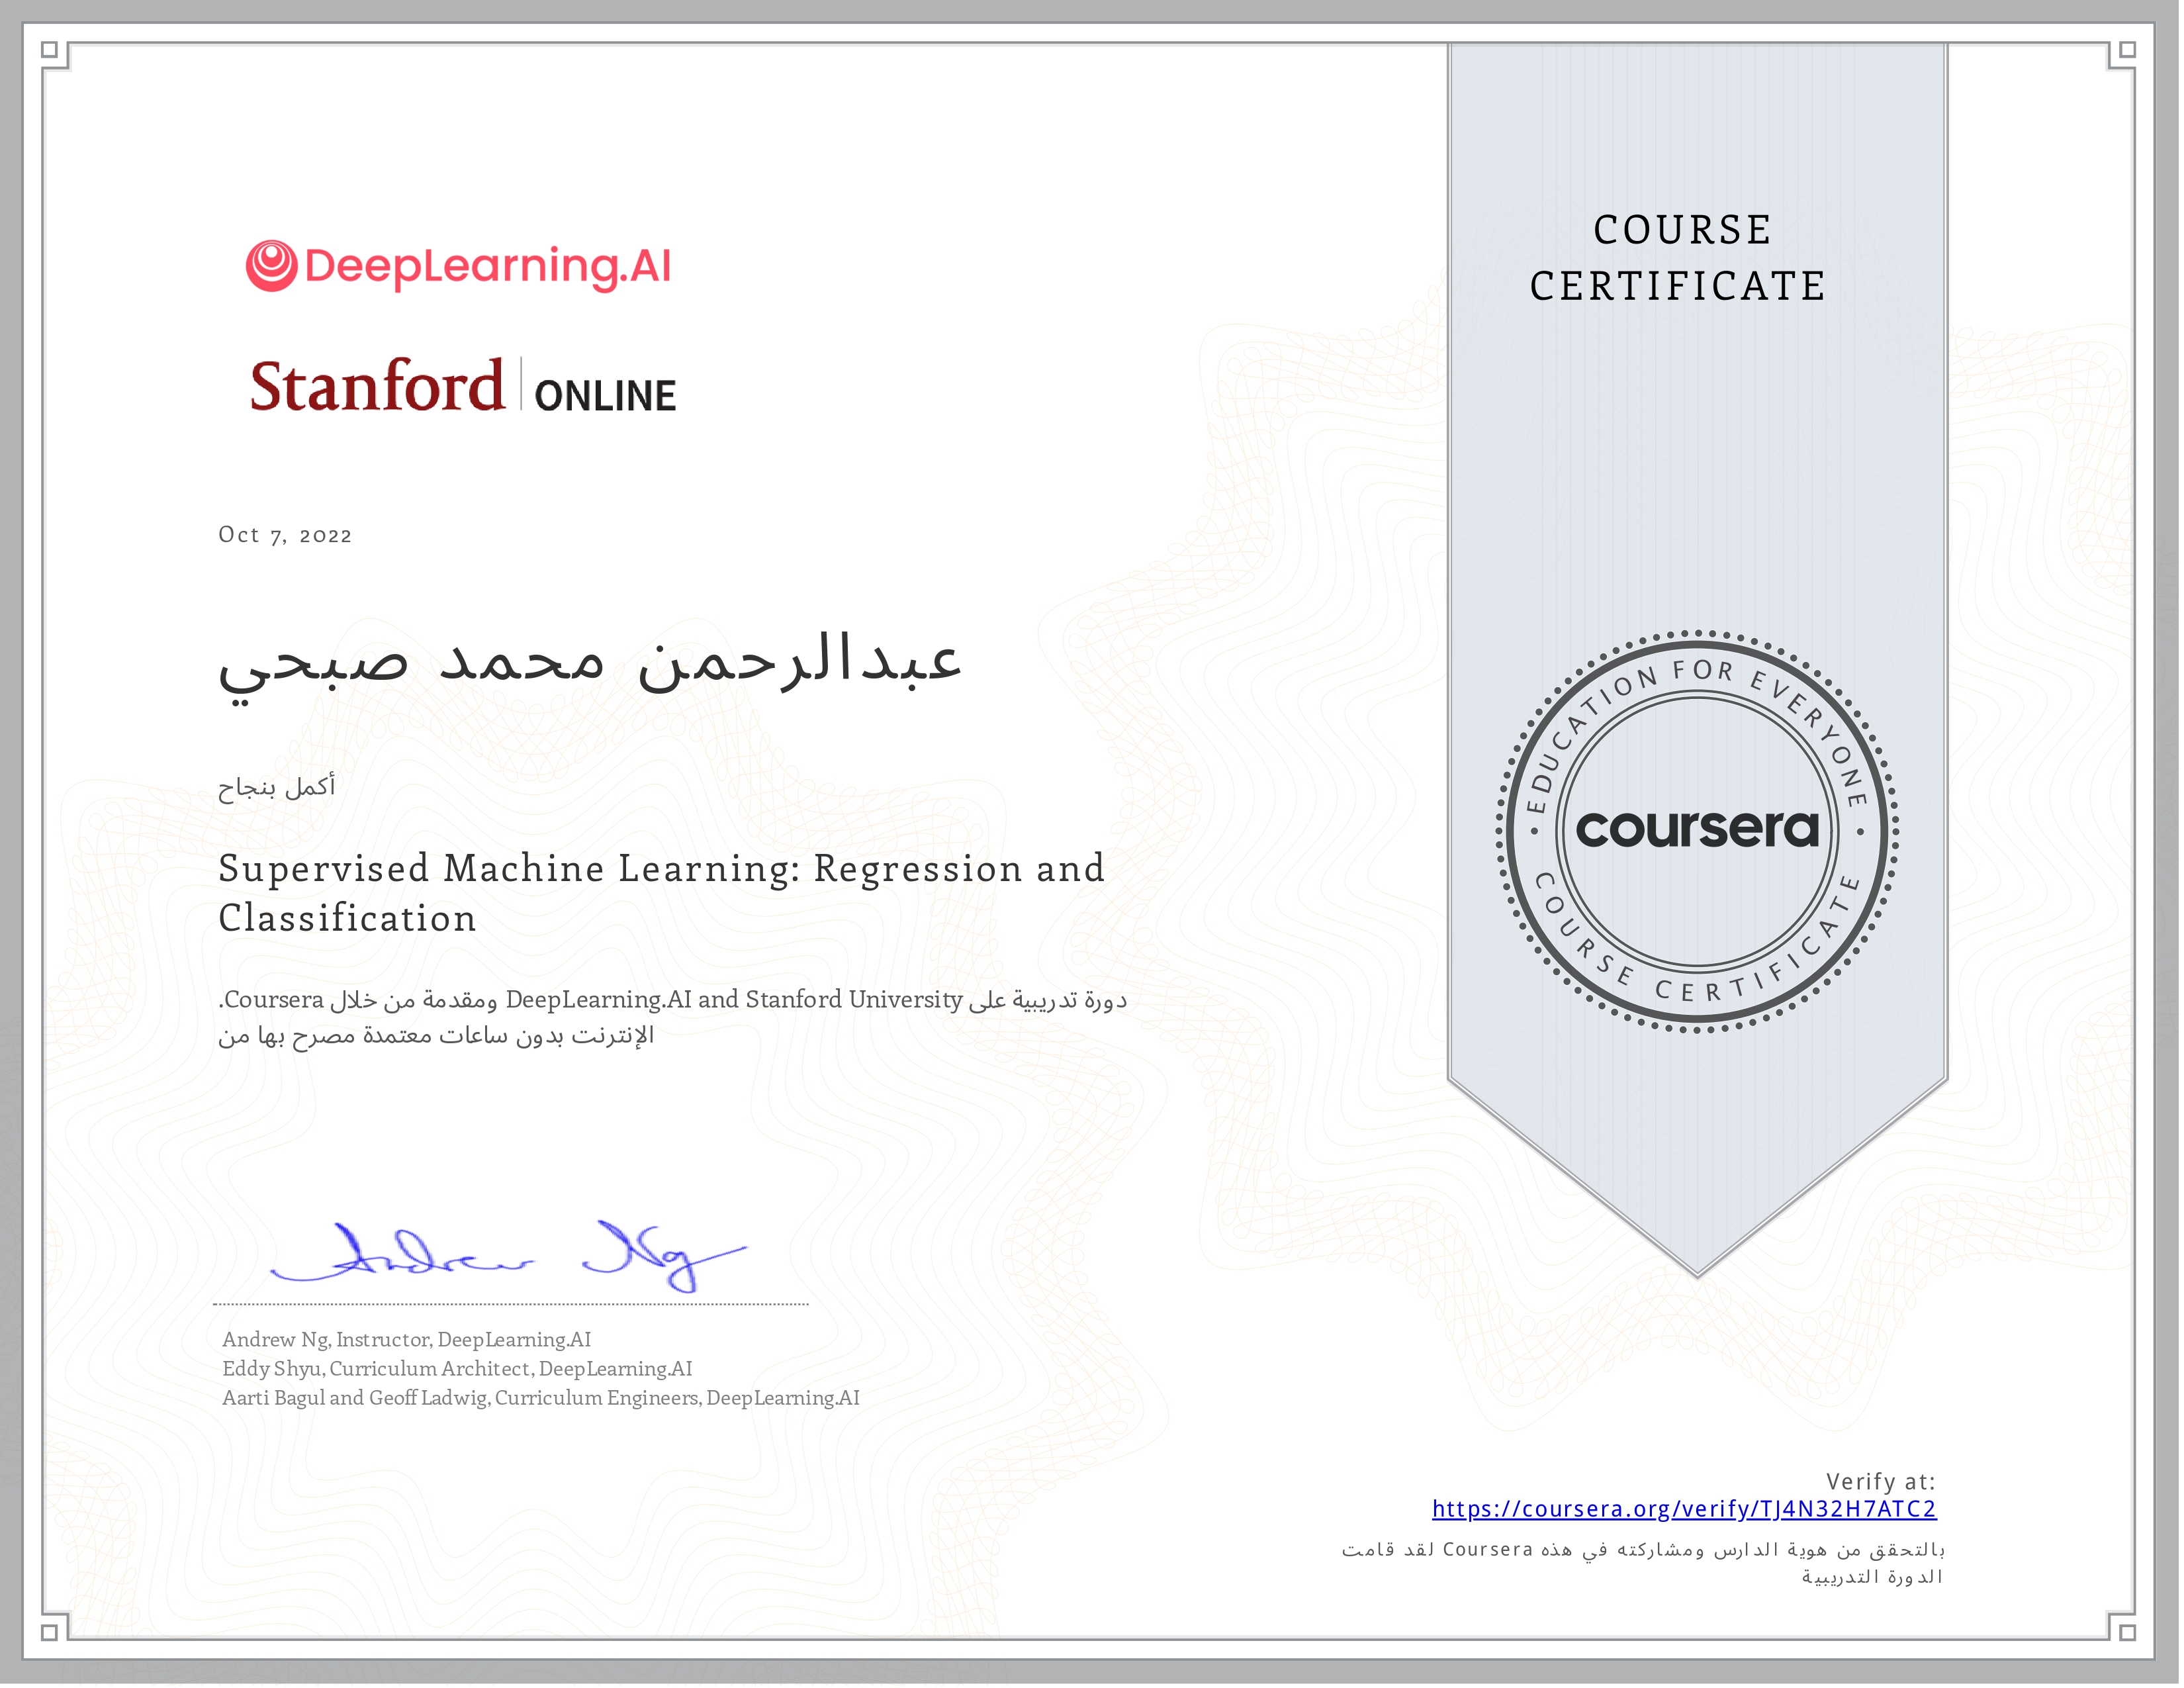 DeepLearning.AI
Stanford ONLINE
Oct 7, 2022
عبدالرحمن محمد صبحي
أكمل بنجاح
Supervised Machine Learning: Regression and
Classification
دورة تدريبية على DeepLearning.AI and Stanford University ومقدمة من خلال Coursera.
الإنترنت بدون ساعات معتمدة مصرح بها من
Andrew Ng
Andrew Ng, Instructor, DeepLearning.AI
Eddy Shyu, Curriculum Architect, DeepLearning.AI
Aarti Bagul and Geoff Ladwig, Curriculum Engineers, DeepLearning.AI
COURSE
CERTIFICATE
EDUCATION FOR EVERYONE
coursera
COURSE CERTIFICATE
Verify at:
https://coursera.org/verify/TJ4N32H7ATC2
بالتحقق من هوية الدارس ومشاركته في هذه Coursera لقد قامت
الدورة التدريبية